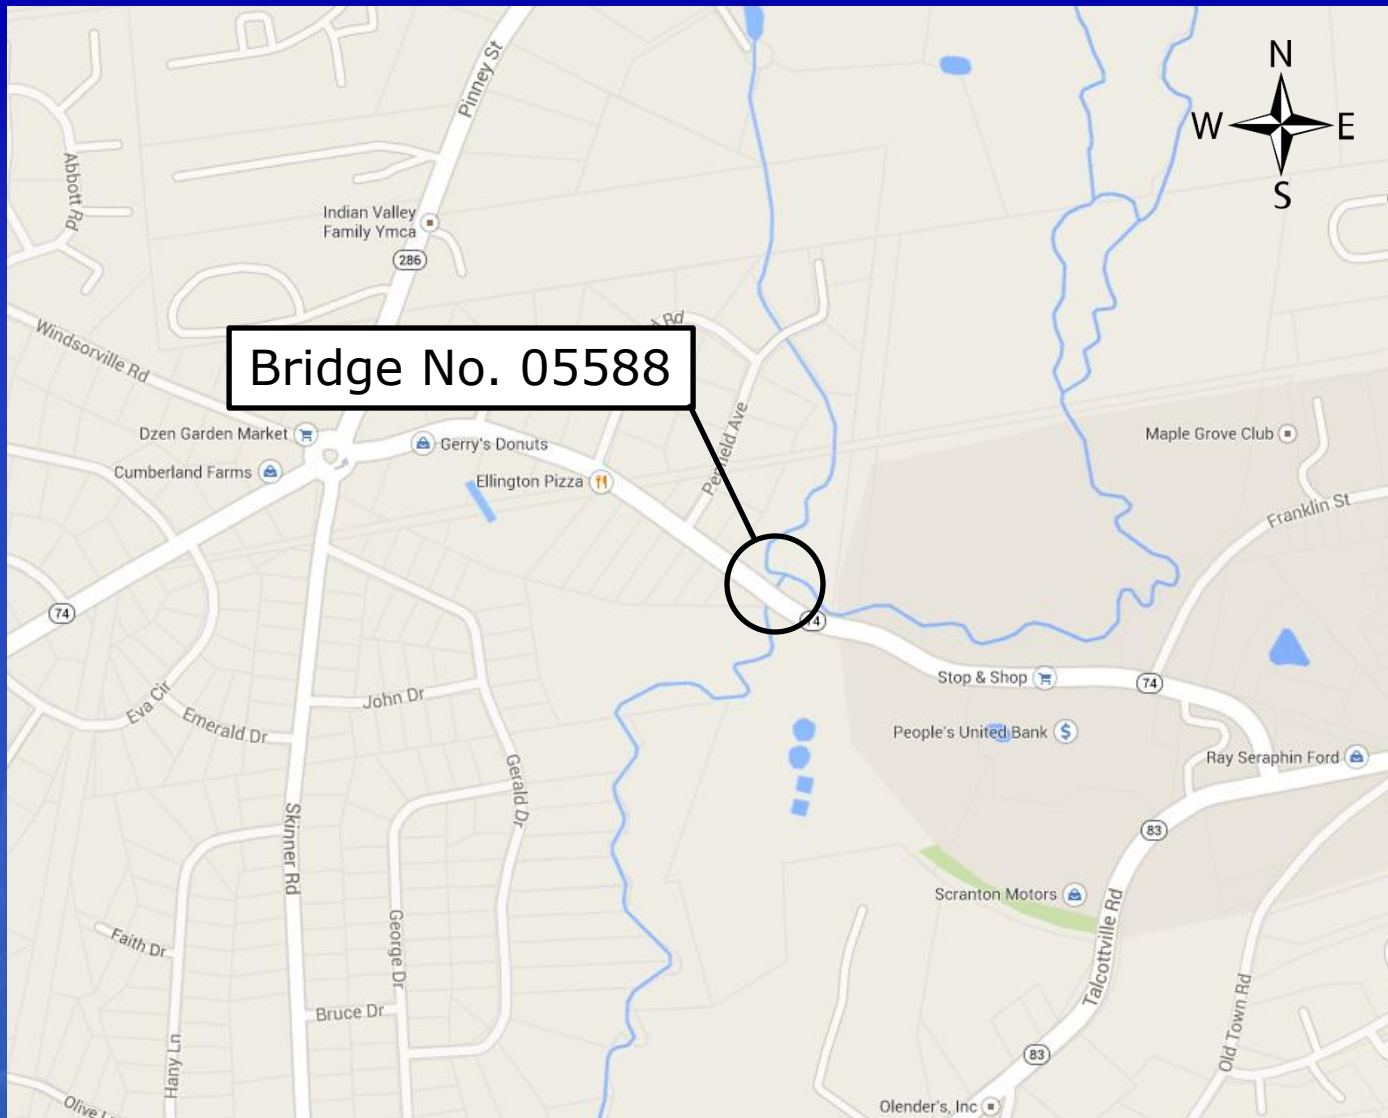 N
W
E
S
Pinney St
Abbott Rd
Indian Valley
Family Ymca
286
Windsorville Rd
Rd
Bridge No. 05588
Dzen Garden Market
Gerry's Donuts
Cumberland Farms
Ellington Pizza
Penfield Ave
Maple Grove Club
Franklin St
74
74
Stop & Shop
74
John Dr
Eva Cir
Emerald Dr
People's United Bank
$
Ray Seraphin Ford
Gerald Dr
83
Skinner Rd
Scranton Motors
Talcottville Rd
Faith Dr
George Dr
Bruce Dr
Old Town Rd
Hany Ln
83
Olive
Olender's, Inc